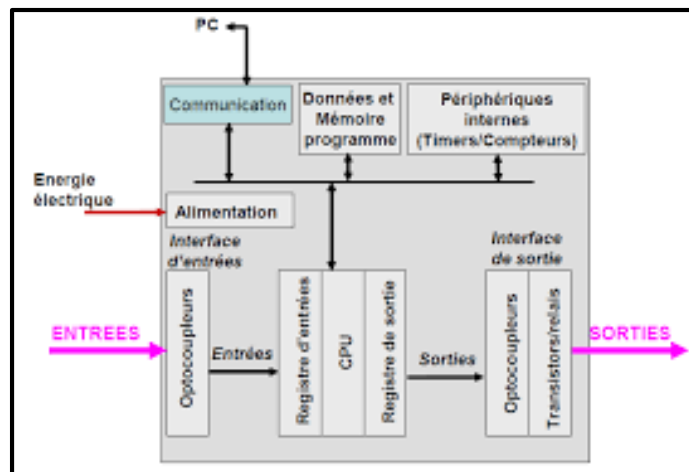 PC
Communication
Données et
Mémoire
programme
Périphériques
internes
(Timers/Compteurs)
Energie
électrique
Alimentation
Interface
d'entrées
Interface
de sortie
ENTREES
Optocoupleurs
Entrées
Registre d'entrées
CPU
Registre de sortie
Sorties
Optocoupleurs
Transistors/relais
SORTIES